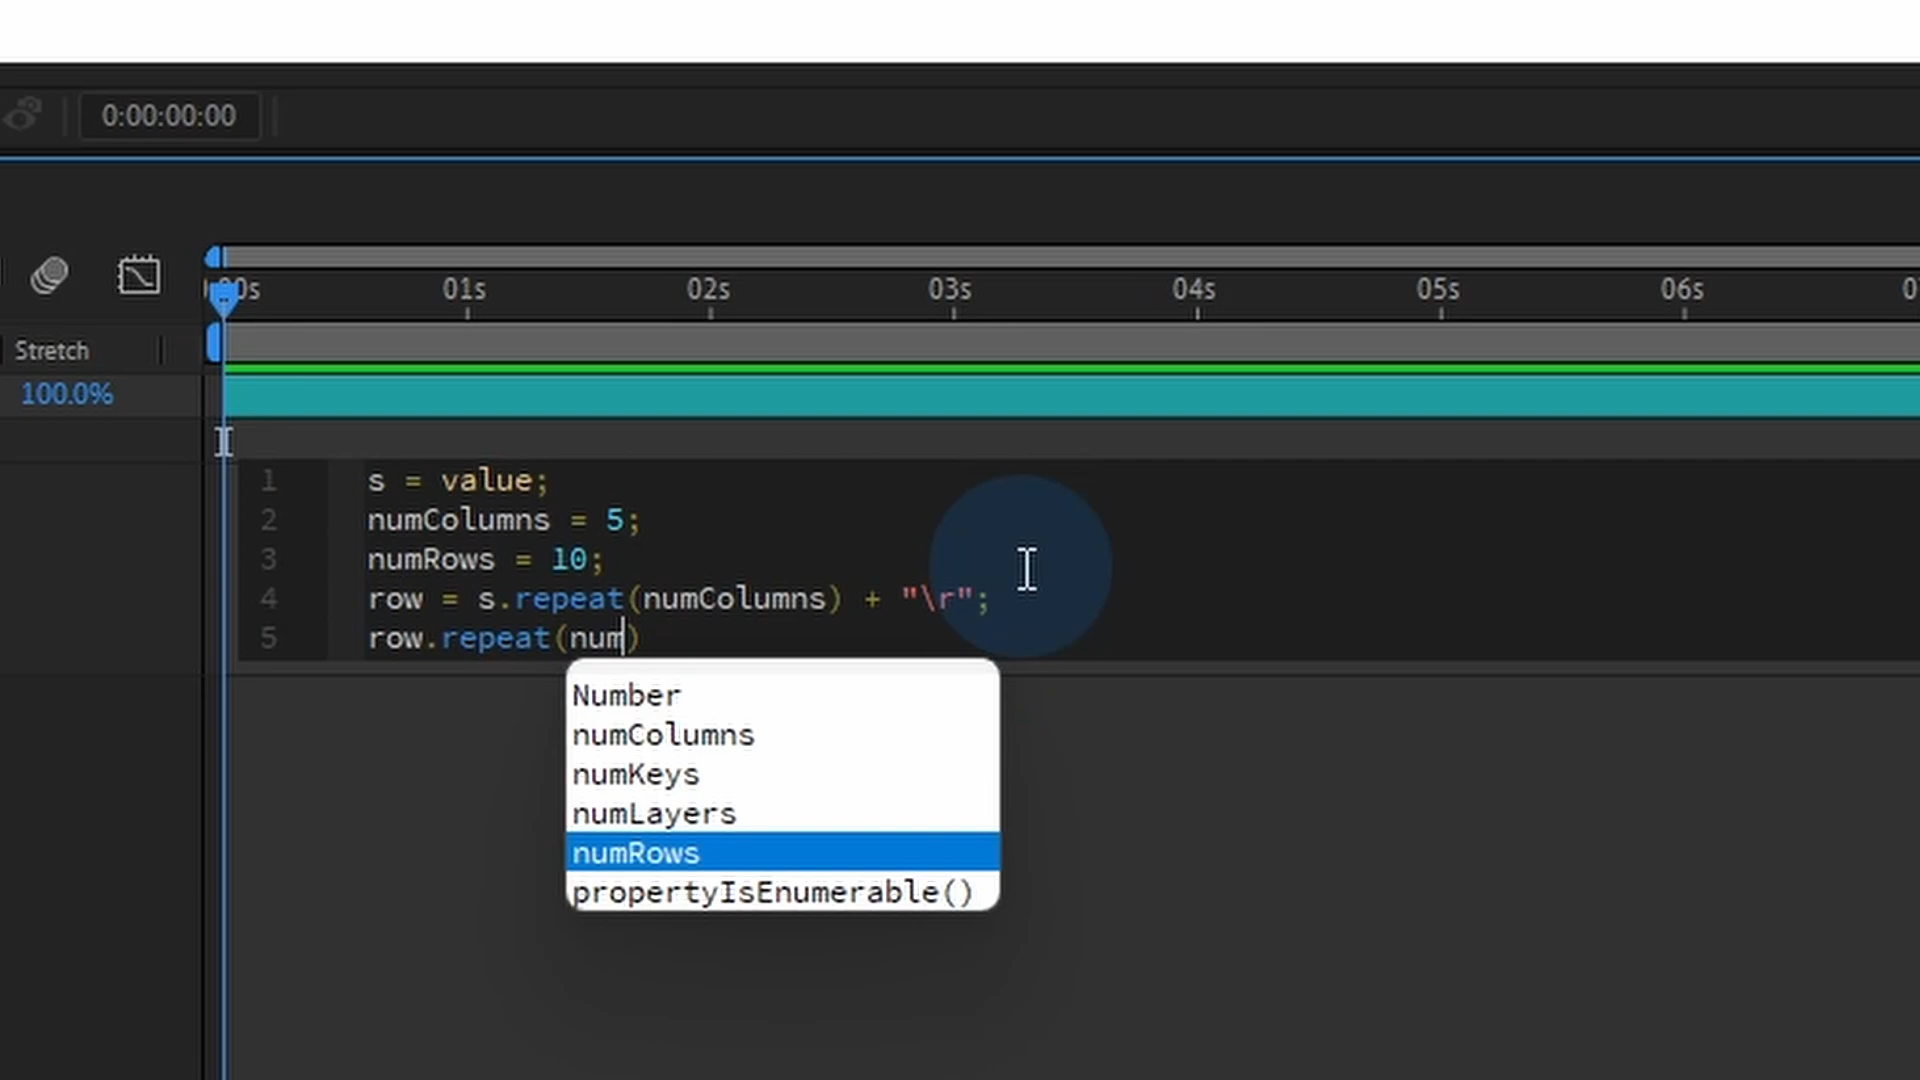 0:00:00:00
01s 02s 03s 04s 05s 06s
Stretch
100.0%
1 s = value;
2 numColumns = 5;
3 numRows = 10;
4 row = s.repeat(numColumns) + "\r";
5 row.repeat(num)
Number
numColumns
numKeys
numLayers
numRows
propertyIsEnumerable()